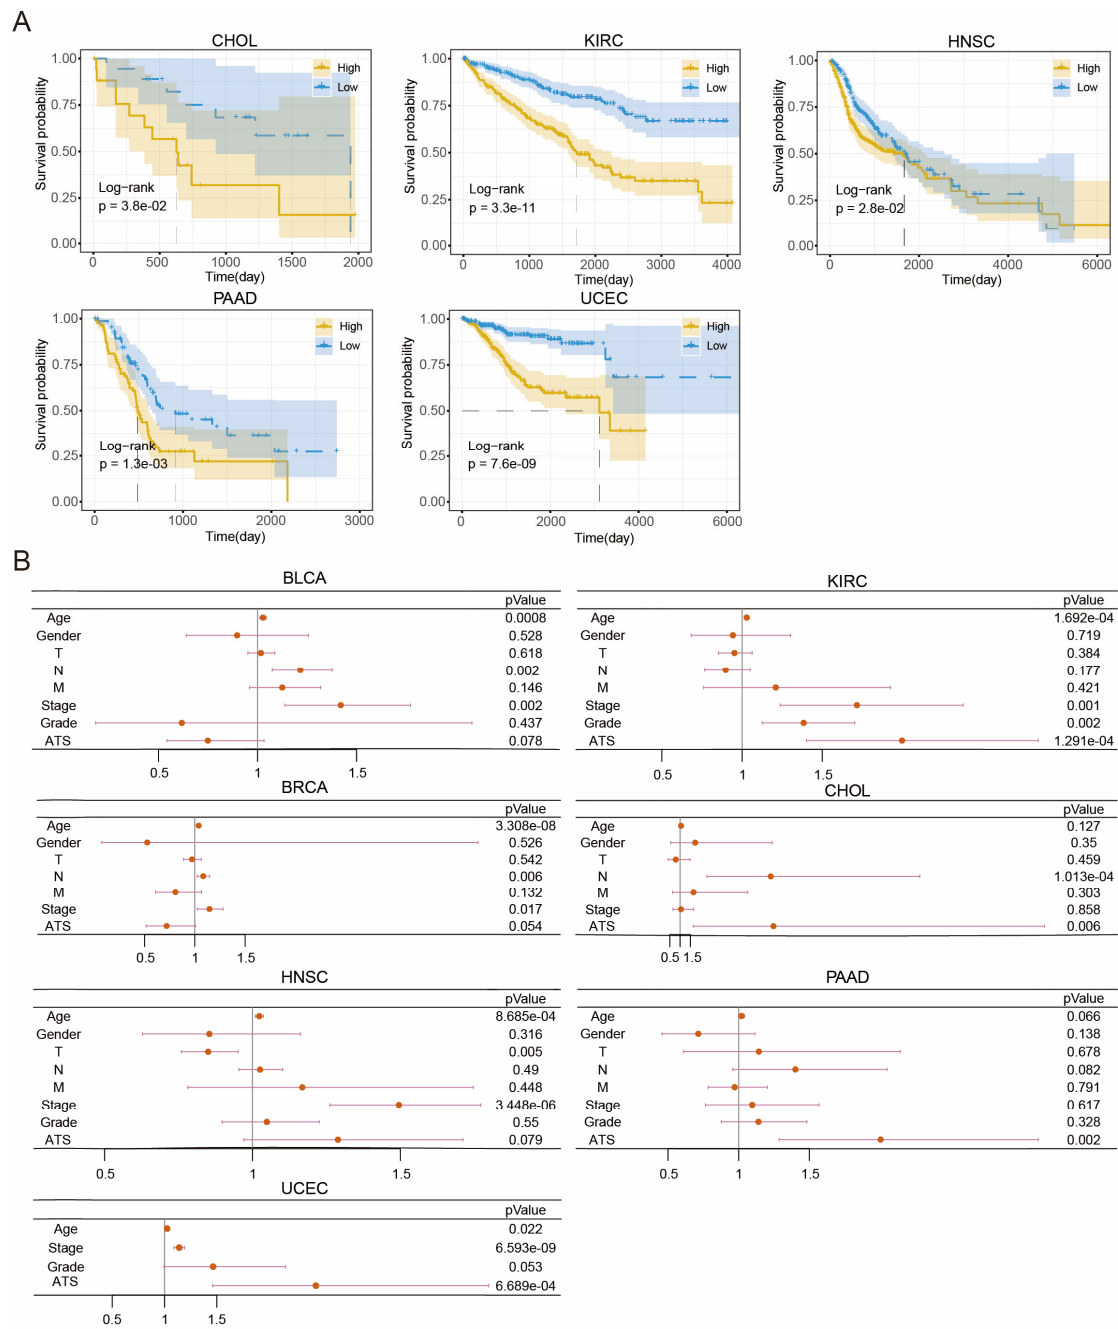 A
CHOL
KIRC
HNSC
Survival probability
1.00
0.75
0.50
0.25
0.00
High
Low
Log−rank
p = 3.8e-02
0 500 1000 1500 2000
Time(day)
Survival probability
1.00
0.75
0.50
0.25
0.00
High
Low
Log−rank
p = 3.3e-11
0 1000 2000 3000 4000
Time(day)
Survival probability
1.00
0.75
0.50
0.25
0.00
High
Low
Log−rank
p = 2.8e-02
0 2000 4000 6000
Time(day)
PAAD
UCEC
Survival probability
1.00
0.75
0.50
0.25
0.00
High
Low
Log−rank
p = 1.3e-03
0 1000 2000 3000
Time(day)
Survival probability
1.00
0.75
0.50
0.25
0.00
High
Low
Log−rank
p = 7.6e-09
0 2000 4000 6000
Time(day)
B
BLCA
pValue
Age 0.0008
Gender 0.528
T 0.618
N 0.002
M 0.146
Stage 0.002
Grade 0.437
ATS 0.078
0.5 1 1.5
KIRC
pValue
Age 1.692e-04
Gender 0.719
T 0.384
N 0.177
M 0.421
Stage 0.001
Grade 0.002
ATS 1.291e-04
0.5 1 1.5
BRCA
pValue
Age 3.308e-08
Gender 0.526
T 0.542
N 0.006
M 0.132
Stage 0.017
ATS 0.054
0.5 1 1.5
CHOL
pValue
Age 0.127
Gender 0.35
T 0.459
N 1.013e-04
M 0.303
Stage 0.858
ATS 0.006
0.5 1.5
HNSC
pValue
Age 8.685e-04
Gender 0.316
T 0.005
N 0.49
M 0.448
Stage 3.448e-06
Grade 0.55
ATS 0.079
0.5 1 1.5
PAAD
pValue
Age 0.066
Gender 0.138
T 0.678
N 0.082
M 0.791
Stage 0.617
Grade 0.328
ATS 0.002
0.5 1 1.5
UCEC
pValue
Age 0.022
Stage 6.593e-09
Grade 0.053
ATS 6.689e-04
0.5 1 1.5